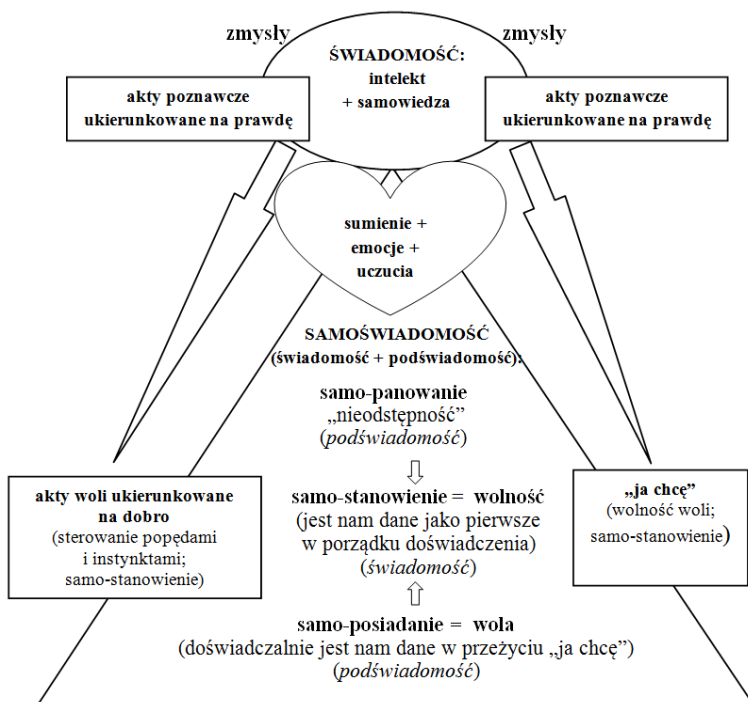 zmysły
zmysły
ŚWIADOMOŚĆ:
intelekt
+ samowiedza
akty poznawcze
ukierunkowane na prawdę
akty poznawcze
ukierunkowane na prawdę
sumienie +
emocje +
uczucia
SAMOŚWIADOMOŚĆ
(świadomość + podświadomość):
samo-panowanie
„nieodstępność”
(podświadomość)
akty woli ukierunkowane
na dobro
(sterowanie popędami
i instynktami;
samo-stanowienie)
samo-stanowienie = wolność
(jest nam dane jako pierwsze
w porządku doświadczenia)
(świadomość)
„ja chcę”
(wolność woli;
samo-stanowienie)
samo-posiadanie = wola
(doświadczalnie jest nam dane w przeżyciu „ja chcę”)
(podświadomość)